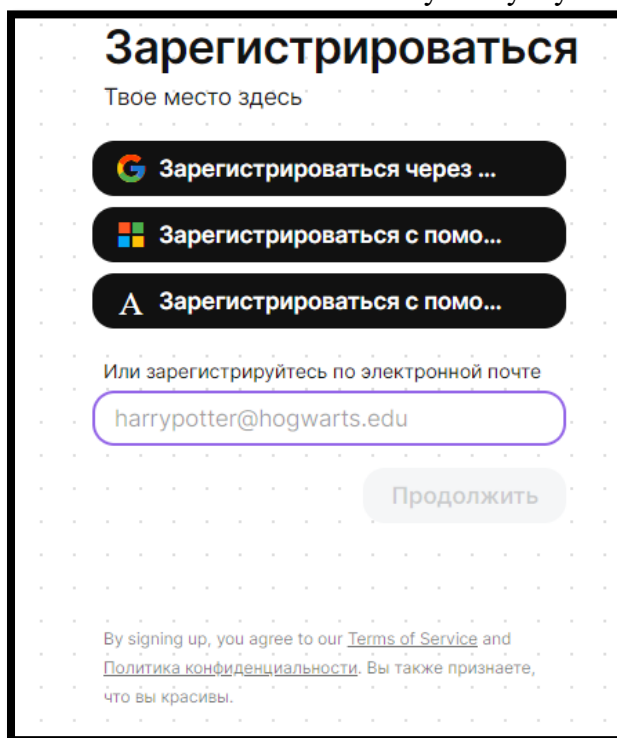 Зарегистрироваться
Твое место здесь
Зарегистрироваться через ...
Зарегистрироваться с помо...
A Зарегистрироваться с помо...
Или зарегистрируйтесь по электронной почте
harrypotter@hogwarts.edu
Продолжить
By signing up, you agree to our Terms of Service and
Политика конфиденциальности. Вы также признаете,
что вы красивы.